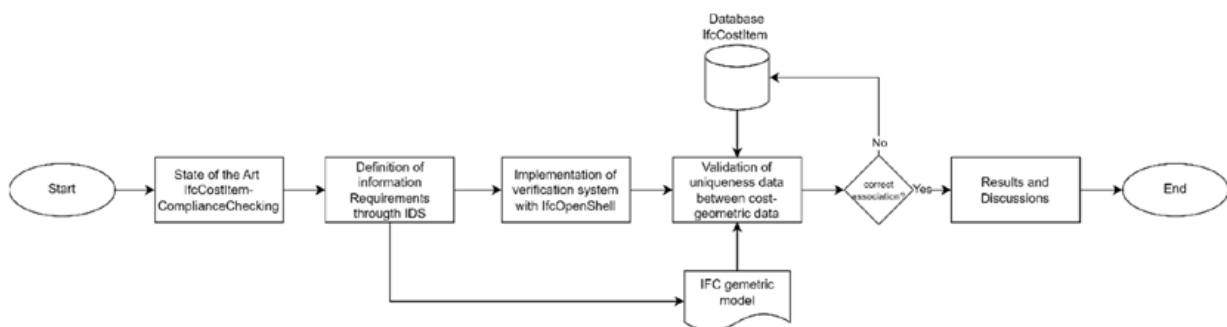 Database
IfcCostItem
No
Start
State of the Art
IfcCostItem-
ComplianceChecking
Definition of
information
Requirements
througth IDS
Implementation of
verification system
with IfcOpenShell
Validation of
uniqueness data
between cost-
geometric data
correct
association?
Yes
Results and
Discussions
End
IFC gemetric
model